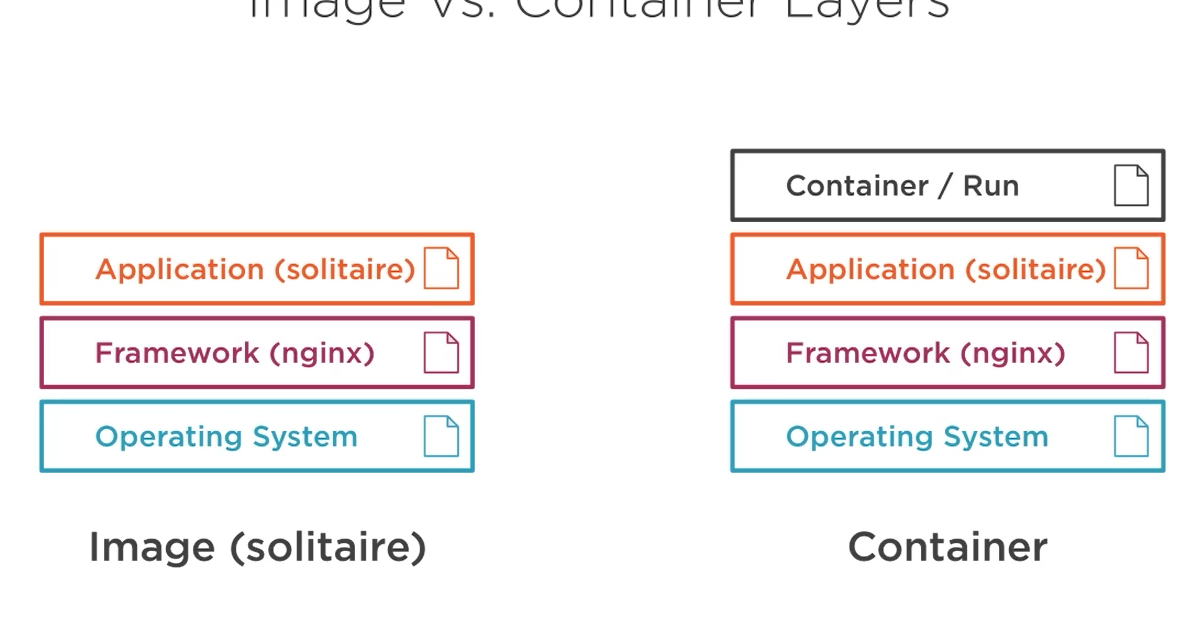 Image vs. Container Layers
Container / Run
Application (solitaire)
Application (solitaire)
Framework (nginx)
Framework (nginx)
Operating System
Operating System
Image (solitaire)
Container